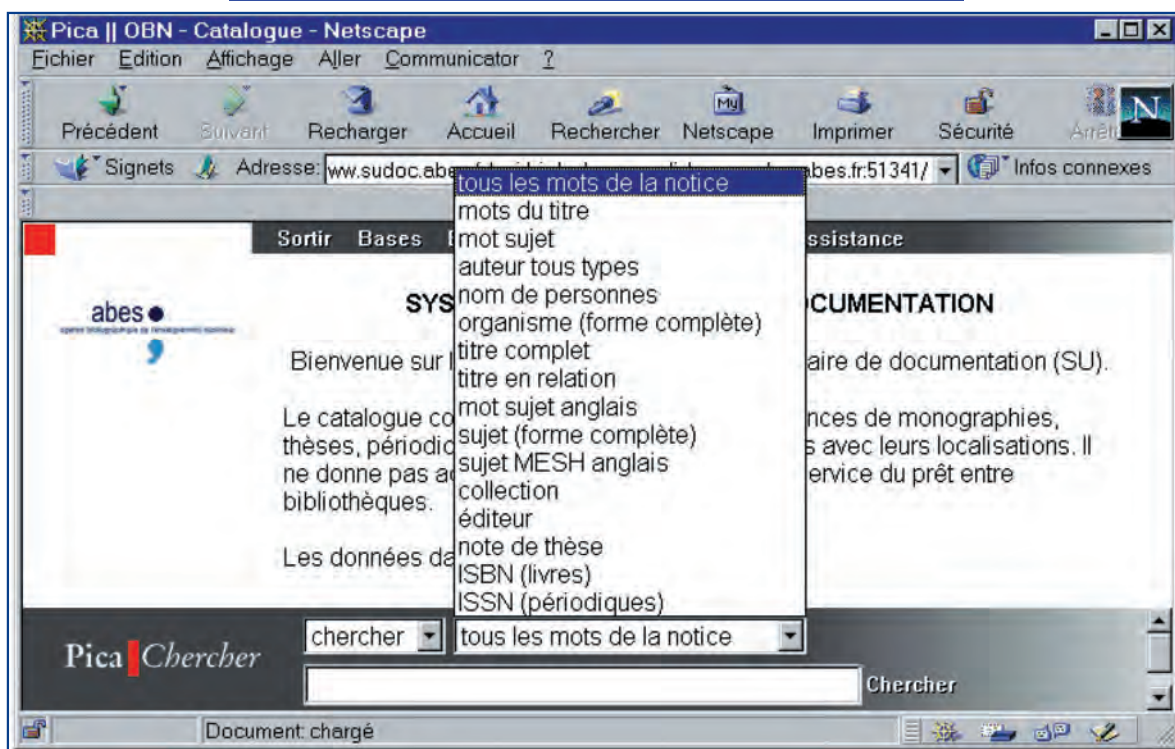 Pica || OBN - Catalogue - Netscape
Fichier Edition Affichage Aller Communicator ?
Précédent Suivant Recharger Accueil Rechercher Netscape Imprimer Sécurité Arrêt
My
N
Signets Adresse: ww.sudoc.abe abes.fr:51341/ Infos connexes
Sortir Bases ssistance
tous les mots de la notice
mots du titre
mot sujet
auteur tous types
nom de personnes
organisme (forme complète)
titre complet
titre en relation
mot sujet anglais
sujet (forme complète)
sujet MESH anglais
collection
éditeur
note de thèse
ISBN (livres)
ISSN (périodiques)
abes
SYS OCUMENTATION
Bienvenue sur l aire de documentation (SU).
Le catalogue co nces de monographies,
thèses, périodic s avec leurs localisations. Il
ne donne pas ac ervice du prêt entre
bibliothèques.
Les données da
Pica Chercher
chercher tous les mots de la notice
Chercher
Document: chargé